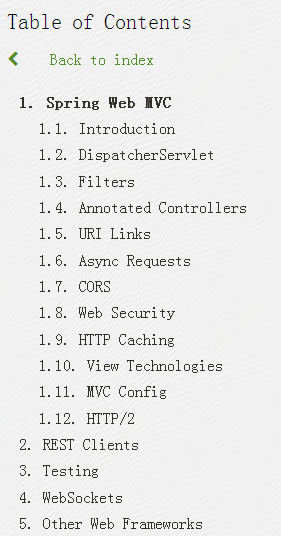 Table of Contents
Back to index
1. Spring Web MVC
1.1. Introduction
1.2. DispatcherServlet
1.3. Filters
1.4. Annotated Controllers
1.5. URI Links
1.6. Async Requests
1.7. CORS
1.8. Web Security
1.9. HTTP Caching
1.10. View Technologies
1.11. MVC Config
1.12. HTTP/2
2. REST Clients
3. Testing
4. WebSockets
5. Other Web Frameworks